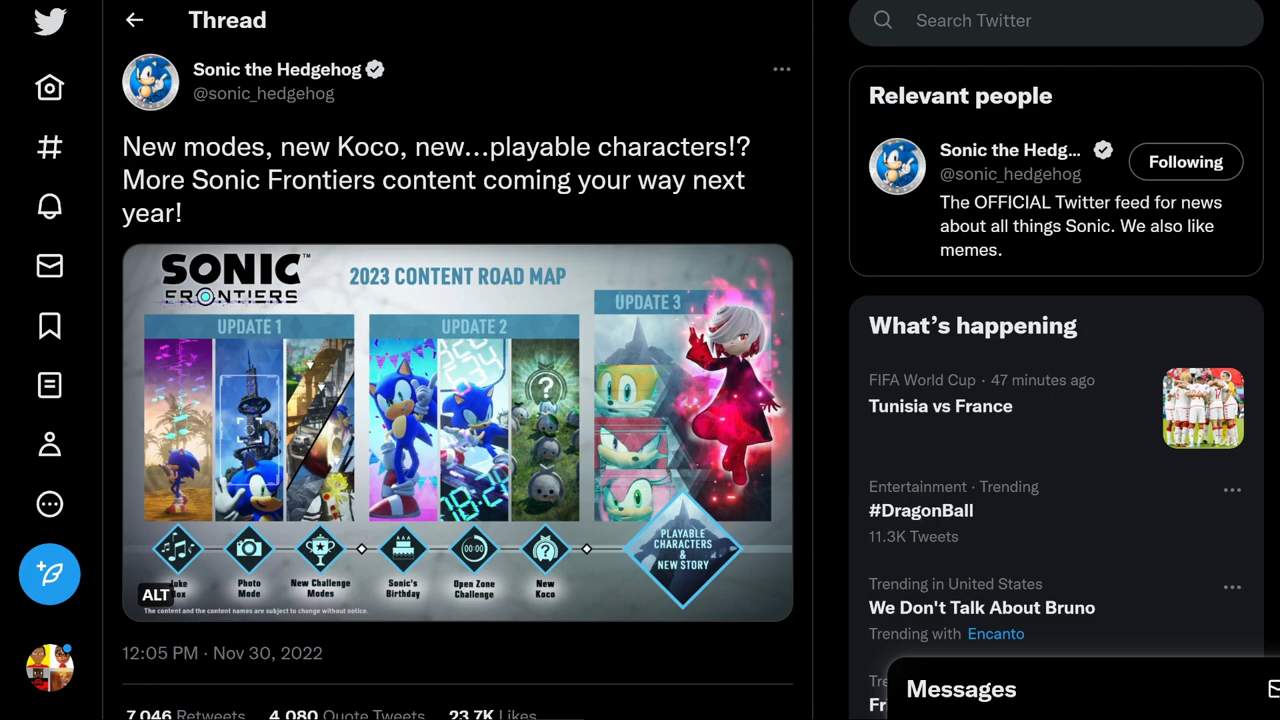 Thread
Sonic the Hedgehog
@sonic_hedgehog
New modes, new Koco, new...playable characters!?
More Sonic Frontiers content coming your way next
year!
SONIC™
FRONTIERS
2023 CONTENT ROAD MAP
UPDATE 1
UPDATE 2
UPDATE 3
18:29
00:00
Photo
Mode
New Challenge
Modes
Sonic's
Birthday
Open Zone
Challenge
New
Koco
PLAYABLE
CHARACTERS
&
NEW STORY
ALT
The content and the content names are subject to change without notice.
12:05 PM · Nov 30, 2022
7,046 Retweets 4,080 Quote Tweets 23.7K Likes
Search Twitter
Relevant people
Sonic the Hedg...
@sonic_hedgehog
Following
The OFFICIAL Twitter feed for news
about all things Sonic. We also like
memes.
What's happening
FIFA World Cup · 47 minutes ago
Tunisia vs France
Entertainment · Trending
#DragonBall
11.3K Tweets
Trending in United States
We Don't Talk About Bruno
Trending with Encanto
Messages